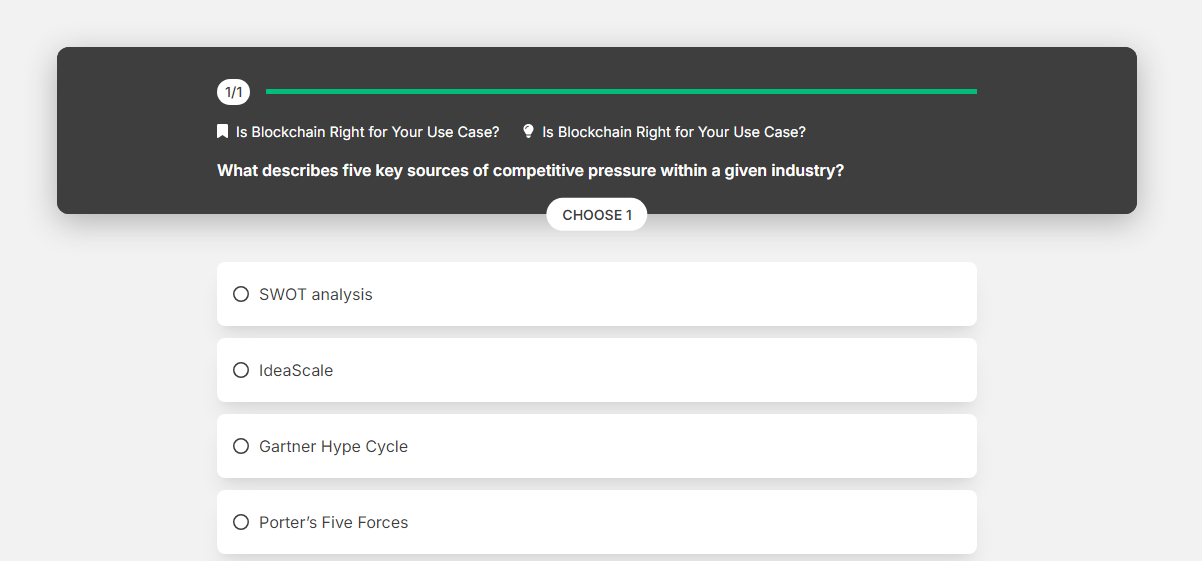 1/1
Is Blockchain Right for Your Use Case? Is Blockchain Right for Your Use Case?
What describes five key sources of competitive pressure within a given industry?
CHOOSE 1
SWOT analysis
IdeaScale
Gartner Hype Cycle
Porter’s Five Forces